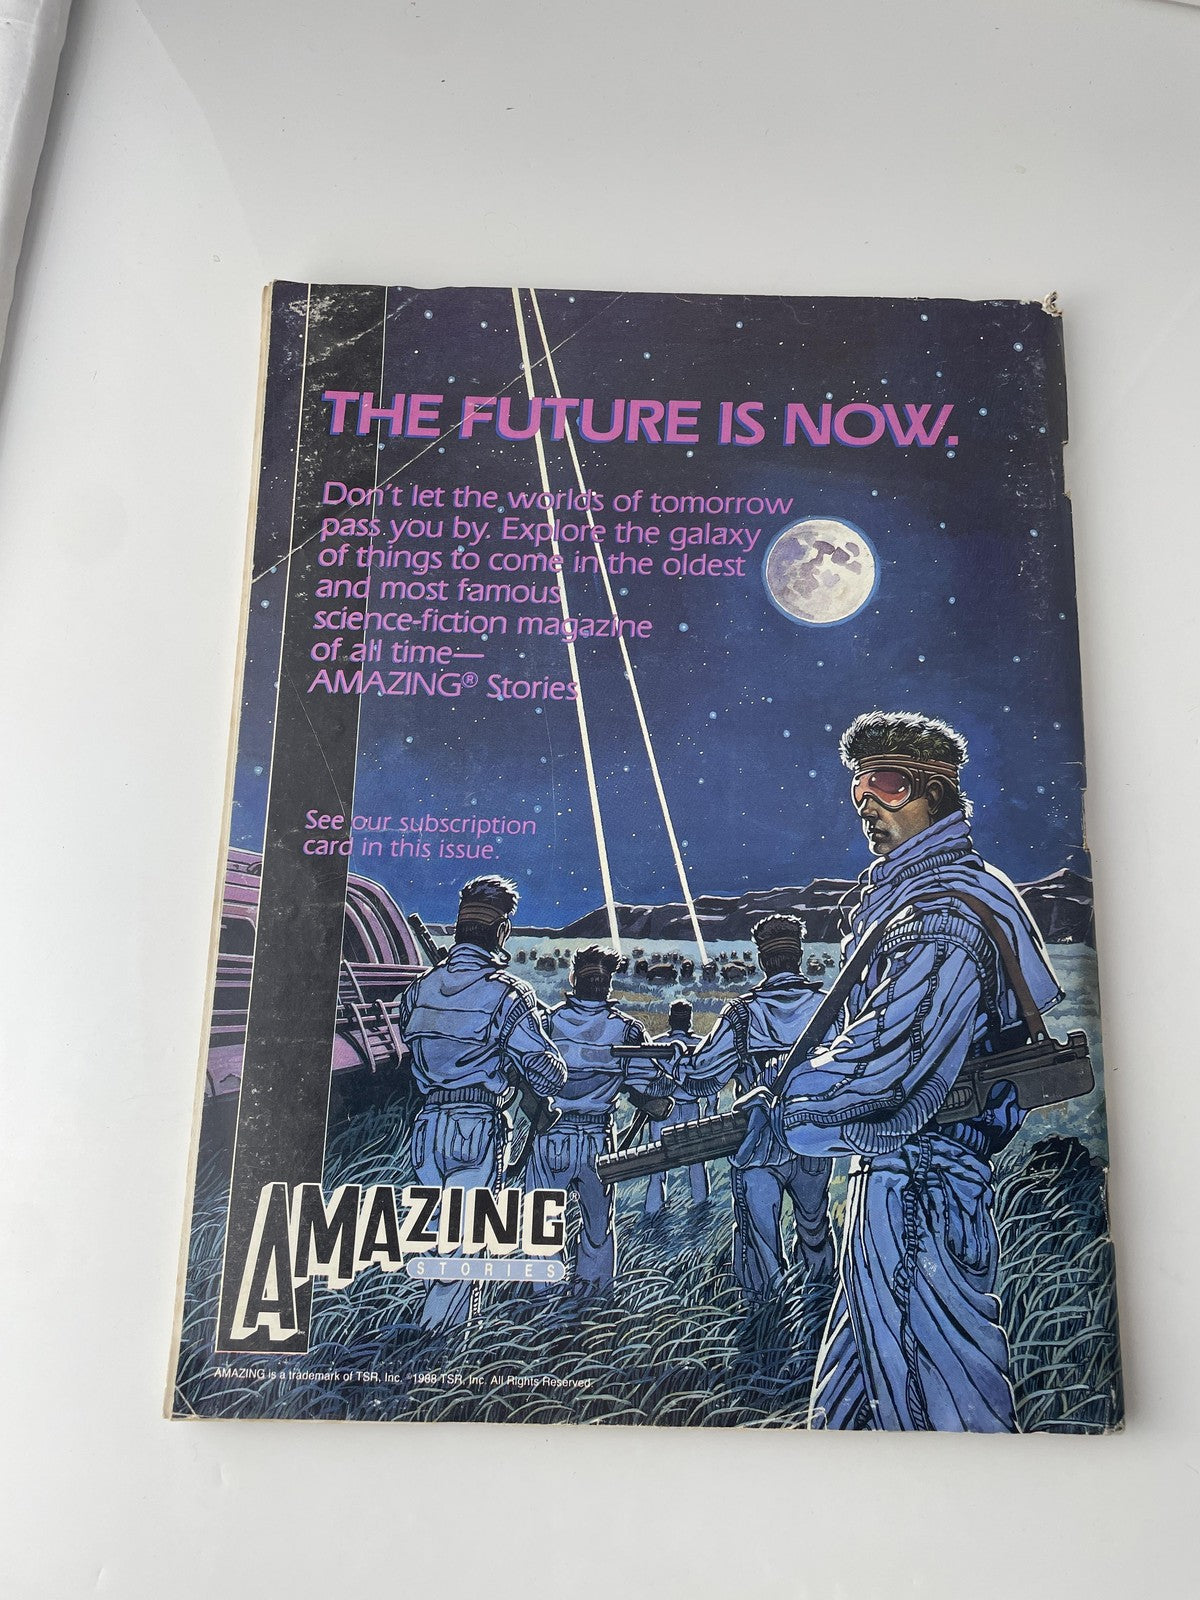 THE FUTURE IS NOW.
Don't let the worlds of tomorrow
pass you by. Explore the galaxy
of things to come in the oldest
and most famous
science-fiction magazine
of all time—
AMAZING® Stories
See our subscription
card in this issue.
AMAZING®
STORIES
AMAZING is a trademark of TSR, Inc. ©1988 TSR, Inc. All Rights Reserved.